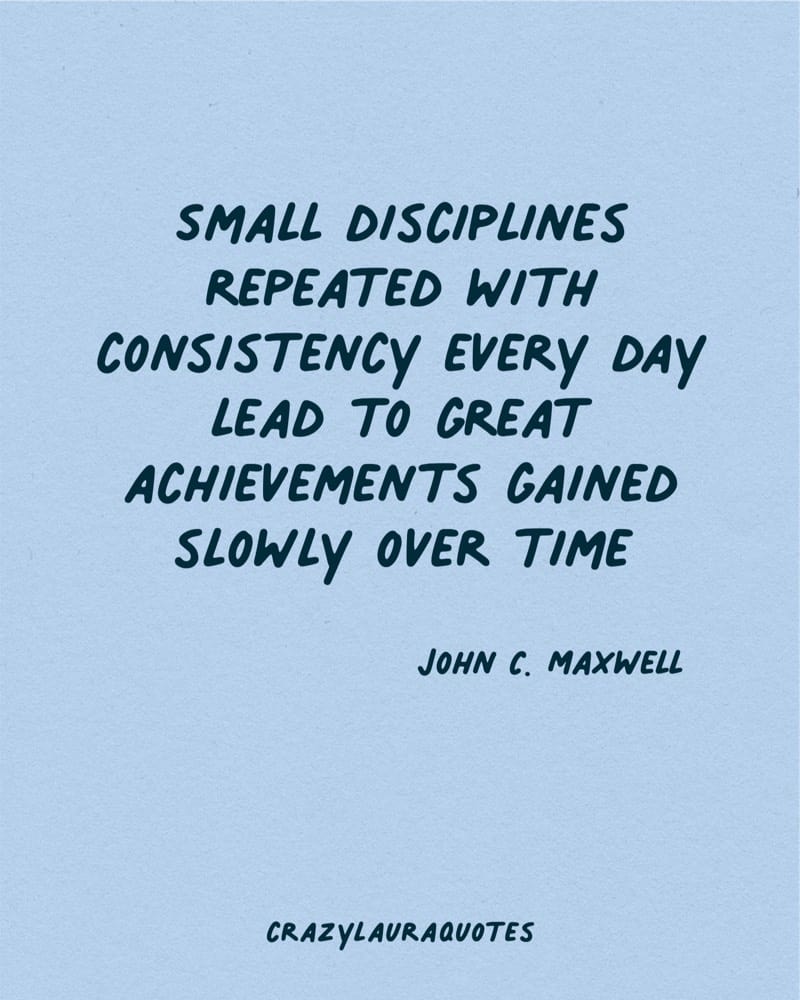 SMALL DISCIPLINES
REPEATED WITH
CONSISTENCY EVERY DAY
LEAD TO GREAT
ACHIEVEMENTS GAINED
SLOWLY OVER TIME
JOHN C. MAXWELL
CRAZYLAURAQUOTES